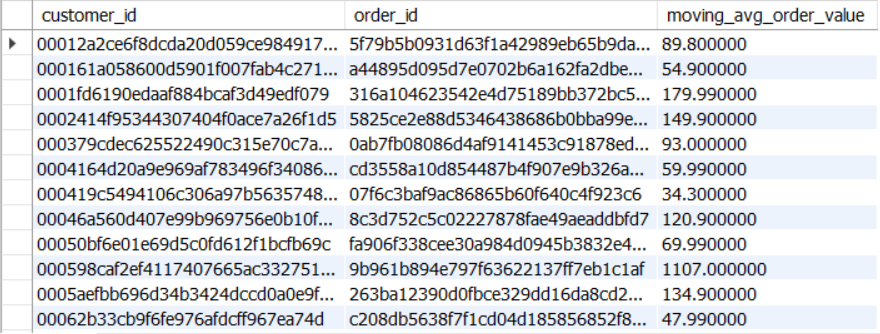 customer_id order_id moving_avg_order_value
00012a2ce6f8dcda20d059ce984917... 5f79b5b0931d63f1a42989eb65b9da... 89.800000
000161a058600d5901f007fab4c271... a44895d095d7e0702b6a162fa2dbe... 54.900000
0001fd6190edaaf884bcaf3d49edf079 316a104623542e4d75189bb372bc5... 179.990000
0002414f95344307404f0ace7a26f1d5 5825ce2e88d5346438686b0bba99e... 149.900000
000379cdec625522490c315e70c7a... 0ab7fb08086d4af9141453c91878ed... 93.000000
0004164d20a9e969af783496f34086... cd3558a10d854487b4f907e9b326a... 59.990000
000419c5494106c306a97b5635748... 07f6c3baf9ac86865b60f640c4f923c6 34.300000
00046a560d407e99b969756e0b10f... 8c3d752c5c02227878fae49aeaddbfd7 120.900000
00050bf6e01e69d5c0fd612f1bcfb69c fa906f338cee30a984d0945b3832e4... 69.990000
000598caf2ef4117407665ac332751... 9b961b894e797f63622137ff7eb1c1af 1107.000000
0005aefbb696d34b3424dccd0a0e9f... 263ba12390d0fbce329dd16da8cd2... 134.900000
00062b33cb9f6fe976afdcff967ea74d c208db5638f7f1cd04d185856852f8... 47.990000